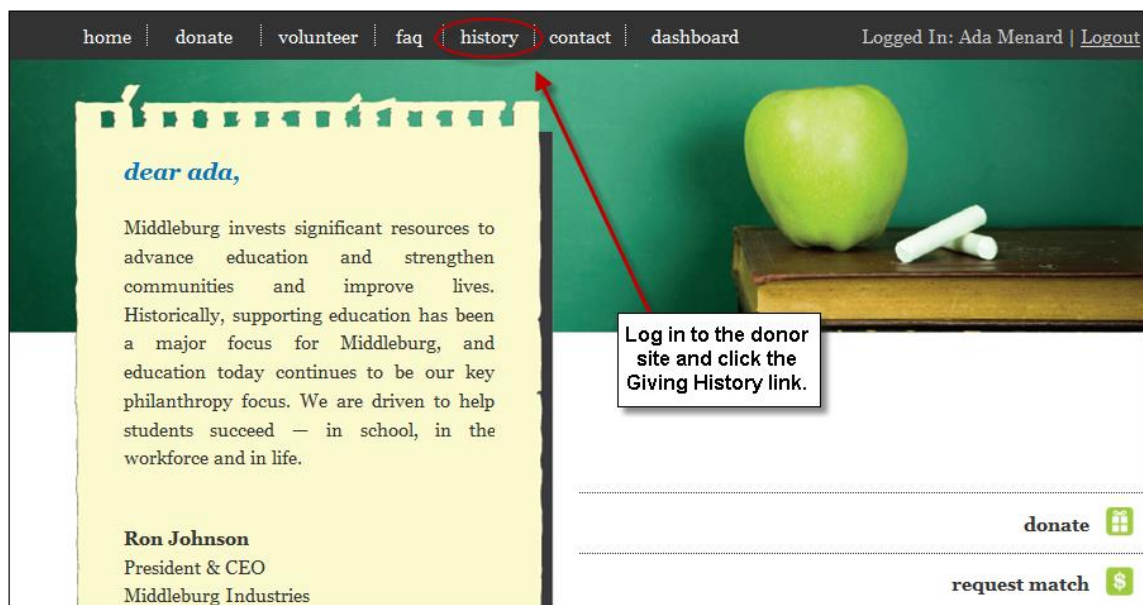 home donate volunteer faq history contact dashboard Logged In: Ada Menard | Logout
dear ada,
Middleburg invests significant resources to
advance education and strengthen
communities and improve lives.
Historically, supporting education has been
a major focus for Middleburg, and
education today continues to be our key
philanthropy focus. We are driven to help
students succeed — in school, in the
workforce and in life.
Ron Johnson
President & CEO
Middleburg Industries
Log in to the donor
site and click the
Giving History link.
donate
request match $